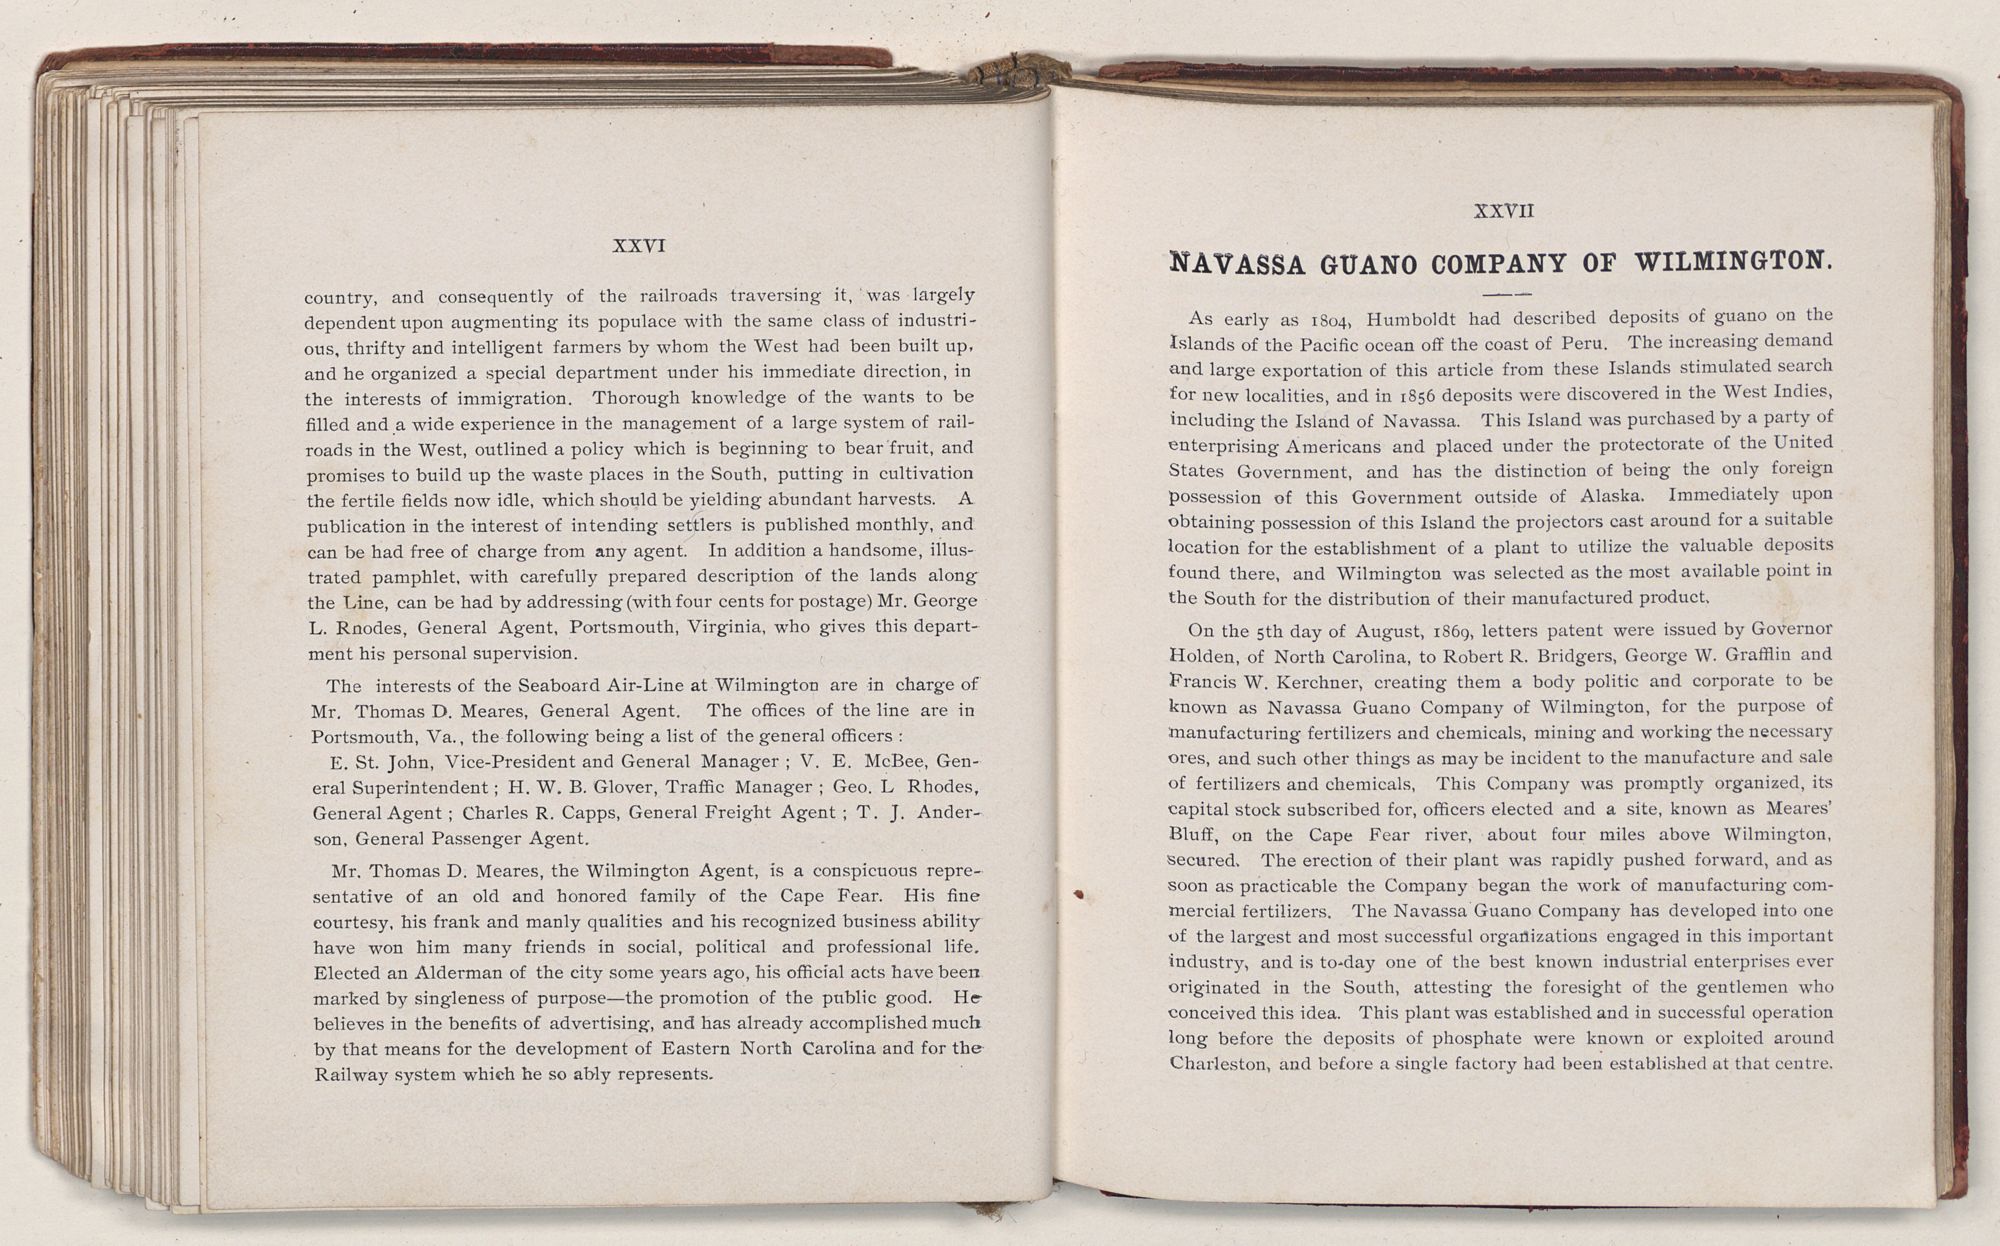 XXVI
country, and consequently of the railroads traversing it, was largely
dependent upon augmenting its populace with the same class of industri-
ous, thrifty and intelligent farmers by whom the West had been built up,
and he organized a special department under his immediate direction, in
the interests of immigration. Thorough knowledge of the wants to be
filled and a wide experience in the management of a large system of rail-
roads in the West, outlined a policy which is beginning to bear fruit, and
promises to build up the waste places in the South, putting in cultivation
the fertile fields now idle, which should be yielding abundant harvests. A
publication in the interest of intending settlers is published monthly, and
can be had free of charge from any agent. In addition a handsome, illus-
trated pamphlet, with carefully prepared description of the lands along
the Line, can be had by addressing (with four cents for postage) Mr. George
L. Rnodes, General Agent, Portsmouth, Virginia, who gives this depart-
ment his personal supervision.
The interests of the Seaboard Air-Line at Wilmington are in charge of
Mr. Thomas D. Meares, General Agent. The offices of the line are in
Portsmouth, Va., the following being a list of the general officers :
E. St. John, Vice-President and General Manager ; V. E. McBee, Gen-
eral Superintendent ; H. W. B. Glover, Traffic Manager ; Geo. L Rhodes,
General Agent ; Charles R. Capps, General Freight Agent ; T. J. Ander-
son, General Passenger Agent.
Mr. Thomas D. Meares, the Wilmington Agent, is a conspicuous repre-
sentative of an old and honored family of the Cape Fear. His fine
courtesy, his frank and manly qualities and his recognized business ability
have won him many friends in social, political and professional life.
Elected an Alderman of the city some years ago, his official acts have been
marked by singleness of purpose—the promotion of the public good. He
believes in the benefits of advertising, and has already accomplished much
by that means for the development of Eastern North Carolina and for the
Railway system which he so ably represents.
XXVII
NAVASSA GUANO COMPANY OF WILMINGTON.
As early as 1804, Humboldt had described deposits of guano on the
Islands of the Pacific ocean off the coast of Peru. The increasing demand
and large exportation of this article from these Islands stimulated search
for new localities, and in 1856 deposits were discovered in the West Indies,
including the Island of Navassa. This Island was purchased by a party of
enterprising Americans and placed under the protectorate of the United
States Government, and has the distinction of being the only foreign
possession of this Government outside of Alaska. Immediately upon
obtaining possession of this Island the projectors cast around for a suitable
location for the establishment of a plant to utilize the valuable deposits
found there, and Wilmington was selected as the most available point in
the South for the distribution of their manufactured product.
On the 5th day of August, 1869, letters patent were issued by Governor
Holden, of North Carolina, to Robert R. Bridgers, George W. Grafflin and
Francis W. Kerchner, creating them a body politic and corporate to be
known as Navassa Guano Company of Wilmington, for the purpose of
manufacturing fertilizers and chemicals, mining and working the necessary
ores, and such other things as may be incident to the manufacture and sale
of fertilizers and chemicals, This Company was promptly organized, its
capital stock subscribed for, officers elected and a site, known as Meares'
Bluff, on the Cape Fear river, about four miles above Wilmington,
secured. The erection of their plant was rapidly pushed forward, and as
soon as practicable the Company began the work of manufacturing com-
mercial fertilizers. The Navassa Guano Company has developed into one
of the largest and most successful organizations engaged in this important
industry, and is to-day one of the best known industrial enterprises ever
originated in the South, attesting the foresight of the gentlemen who
conceived this idea. This plant was established and in successful operation
long before the deposits of phosphate were known or exploited around
Charleston, and before a single factory had been established at that centre.